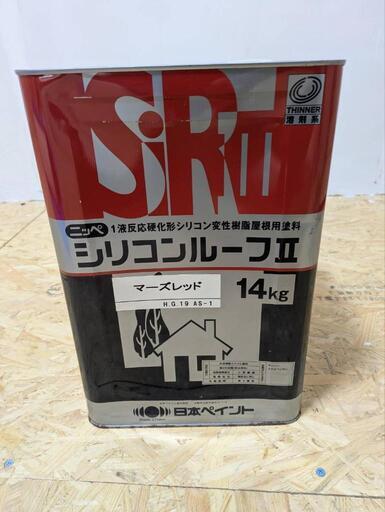 SiRII
THINNER
溶剤系
ニッペ 1液反応硬化形シリコン変性樹脂屋根用塗料
シリコンルーフII
マーズレッド
H.G.19 AS-1
14kg
日本ペイント